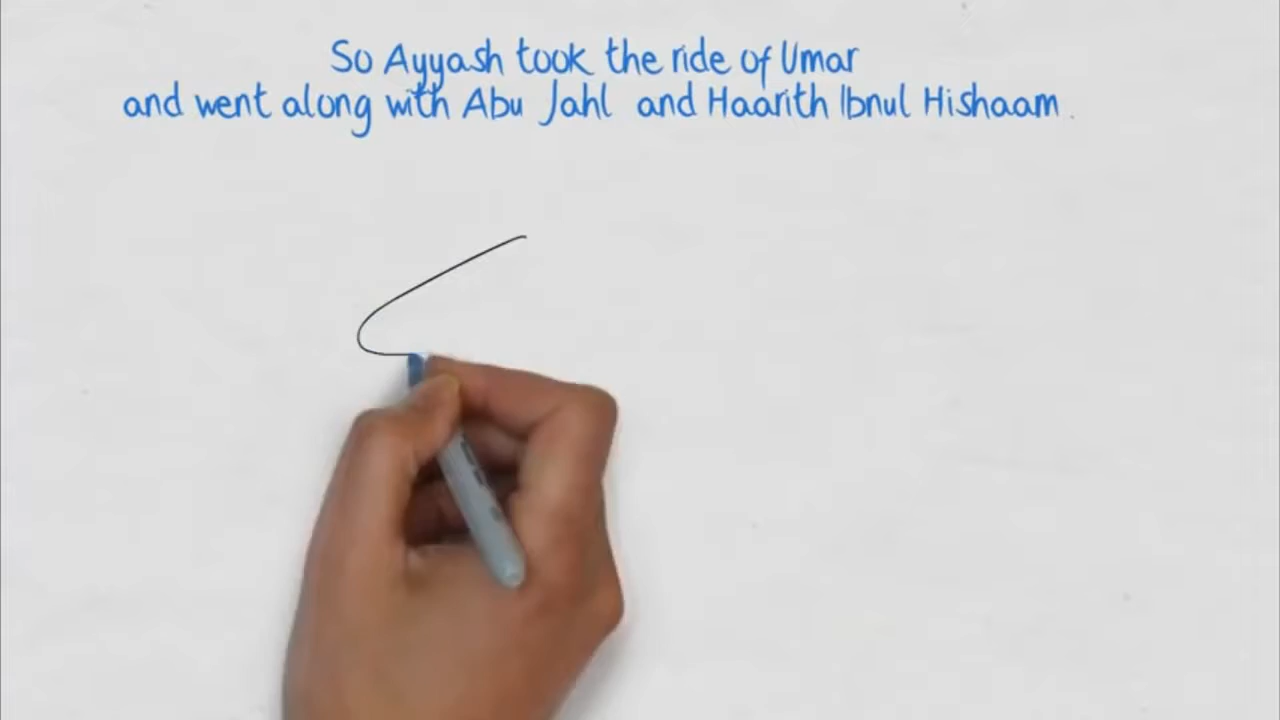 So Ayyash took the ride of Umar
and went along with Abu Jahl and Haarith Ibnul Hishaam.